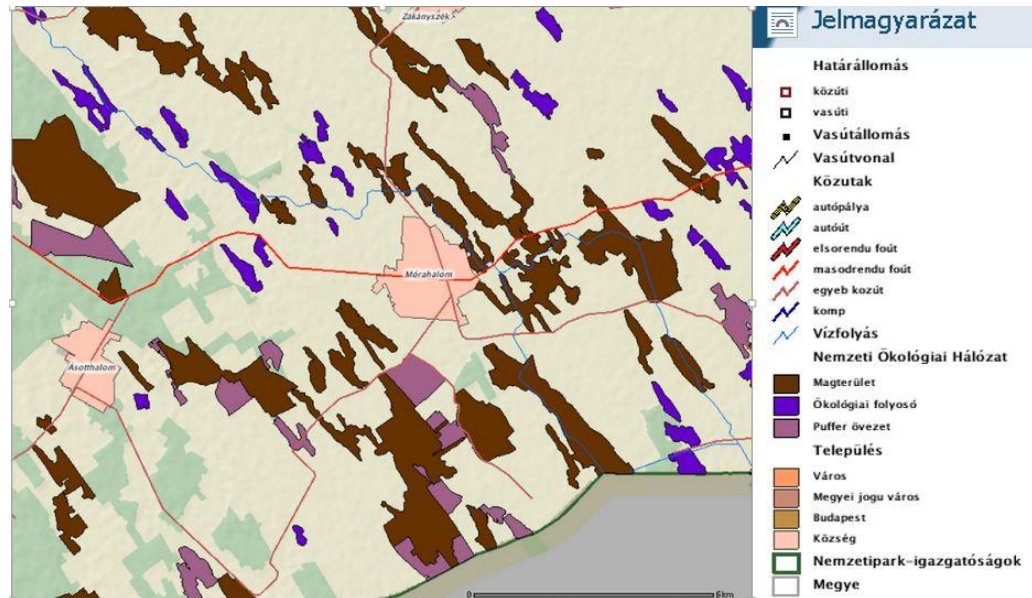 Zákányszék
Mórahalom
Ásotthalom
0 6km
Jelmagyarázat
Határállomás
közúti
vasúti
Vasútállomás
Vasútvonal
Közutak
autópálya
autóút
elsorendu foút
masodrendu foút
egyeb kozút
komp
Vízfolyás
Nemzeti Ökológiai Hálózat
Magterület
Ökológiai folyosó
Puffer övezet
Település
Város
Megyei jogu város
Budapest
Község
Nemzetipark-igazgatóságok
Megye